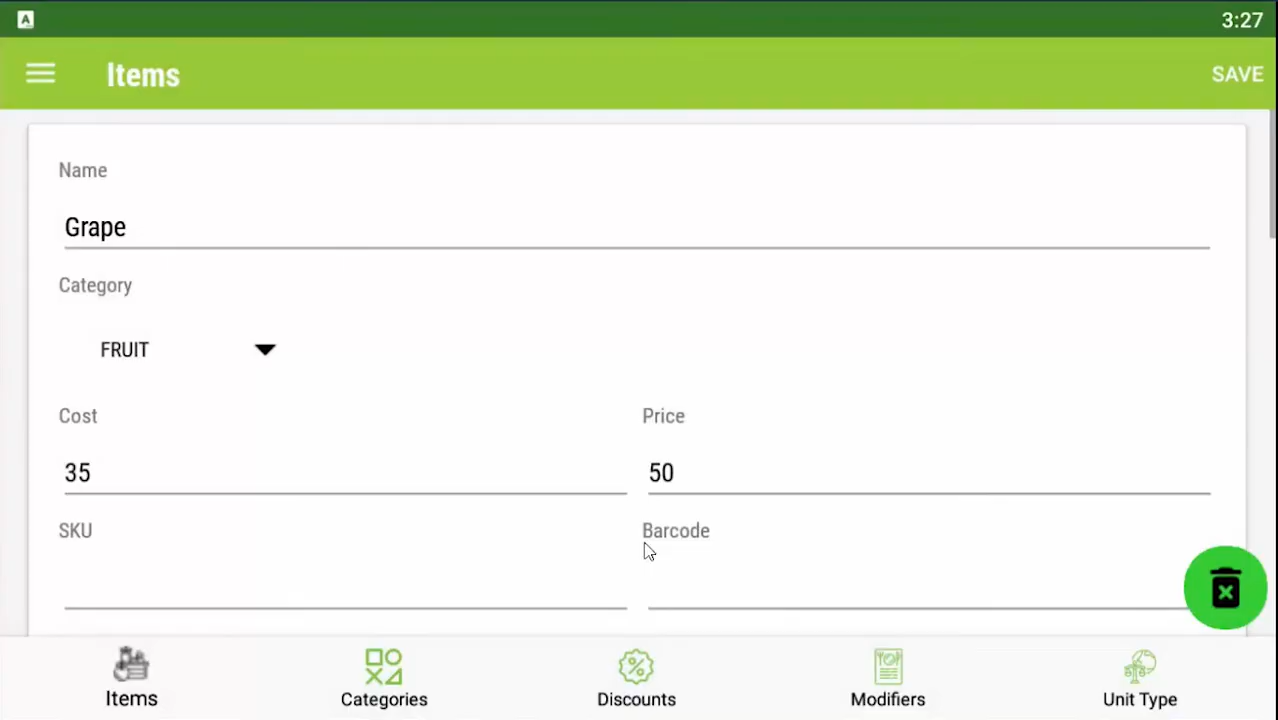 A
3:27
Items
SAVE
Name
Grape
Category
FRUIT
Cost
Price
35
50
SKU
Barcode
Items
Categories
Discounts
Modifiers
Unit Type